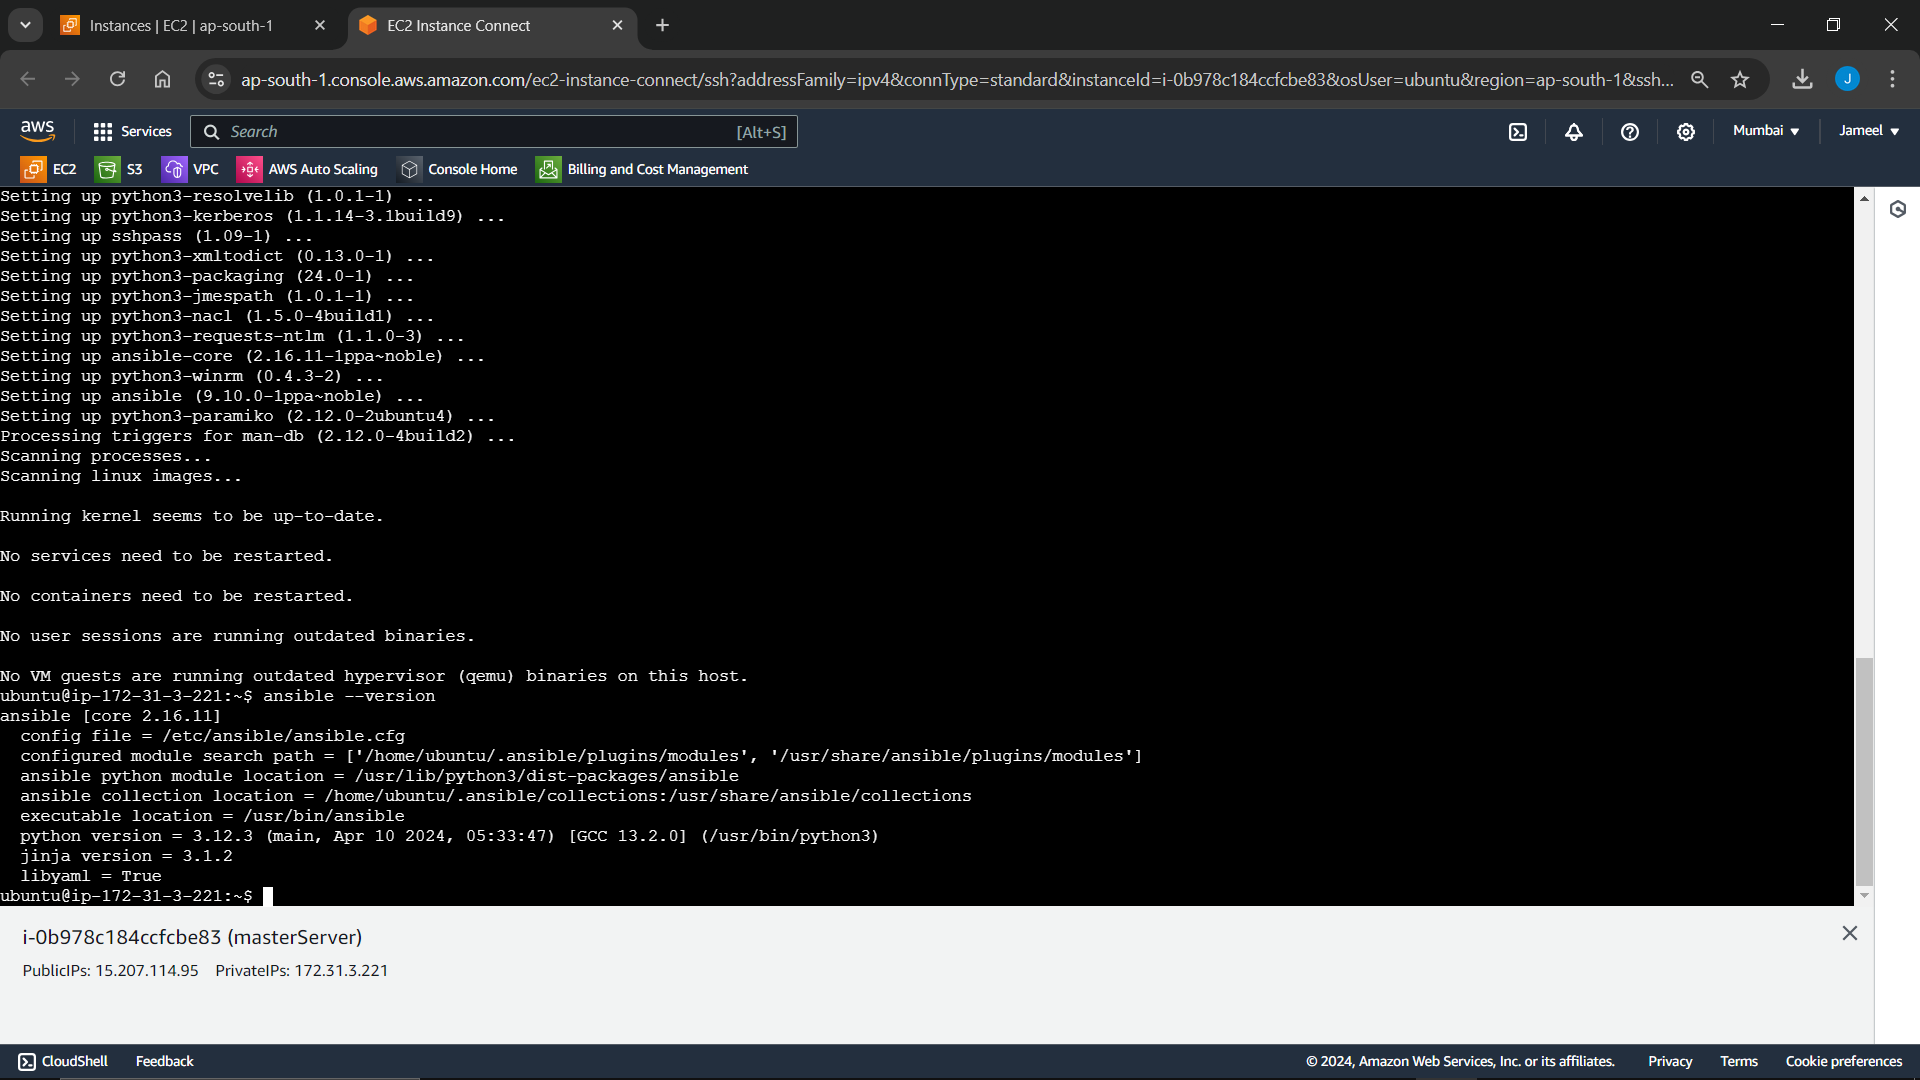 Instances | EC2 | ap-south-1
EC2 Instance Connect
ap-south-1.console.aws.amazon.com/ec2-instance-connect/ssh?addressFamily=ipv4&connType=standard&instanceId=i-0b978c184ccfcbe83&osUser=ubuntu&region=ap-south-1&ssh...
J
aws
Services
Search
[Alt+S]
Mumbai
Jameel
EC2
S3
VPC
AWS Auto Scaling
Console Home
Billing and Cost Management
Setting up python3-resolvelib (1.0.1-1) ...
Setting up python3-kerberos (1.1.14-3.1build9) ...
Setting up sshpass (1.09-1) ...
Setting up python3-xmltodict (0.13.0-1) ...
Setting up python3-packaging (24.0-1) ...
Setting up python3-jmespath (1.0.1-1) ...
Setting up python3-nacl (1.5.0-4build1) ...
Setting up python3-requests-ntlm (1.1.0-3) ...
Setting up ansible-core (2.16.11-1ppa~noble) ...
Setting up python3-winrm (0.4.3-2) ...
Setting up ansible (9.10.0-1ppa~noble) ...
Setting up python3-paramiko (2.12.0-2ubuntu4) ...
Processing triggers for man-db (2.12.0-4build2) ...
Scanning processes...
Scanning linux images...
Running kernel seems to be up-to-date.
No services need to be restarted.
No containers need to be restarted.
No user sessions are running outdated binaries.
No VM guests are running outdated hypervisor (qemu) binaries on this host.
ubuntu@ip-172-31-3-221:~$ ansible --version
ansible [core 2.16.11]
config file = /etc/ansible/ansible.cfg
configured module search path = ['/home/ubuntu/.ansible/plugins/modules', '/usr/share/ansible/plugins/modules']
ansible python module location = /usr/lib/python3/dist-packages/ansible
ansible collection location = /home/ubuntu/.ansible/collections:/usr/share/ansible/collections
executable location = /usr/bin/ansible
python version = 3.12.3 (main, Apr 10 2024, 05:33:47) [GCC 13.2.0] (/usr/bin/python3)
jinja version = 3.1.2
libyaml = True
ubuntu@ip-172-31-3-221:~$
i-0b978c184ccfcbe83 (masterServer)
PublicIPs: 15.207.114.95 PrivateIPs: 172.31.3.221
CloudShell
Feedback
© 2024, Amazon Web Services, Inc. or its affiliates.
Privacy
Terms
Cookie preferences